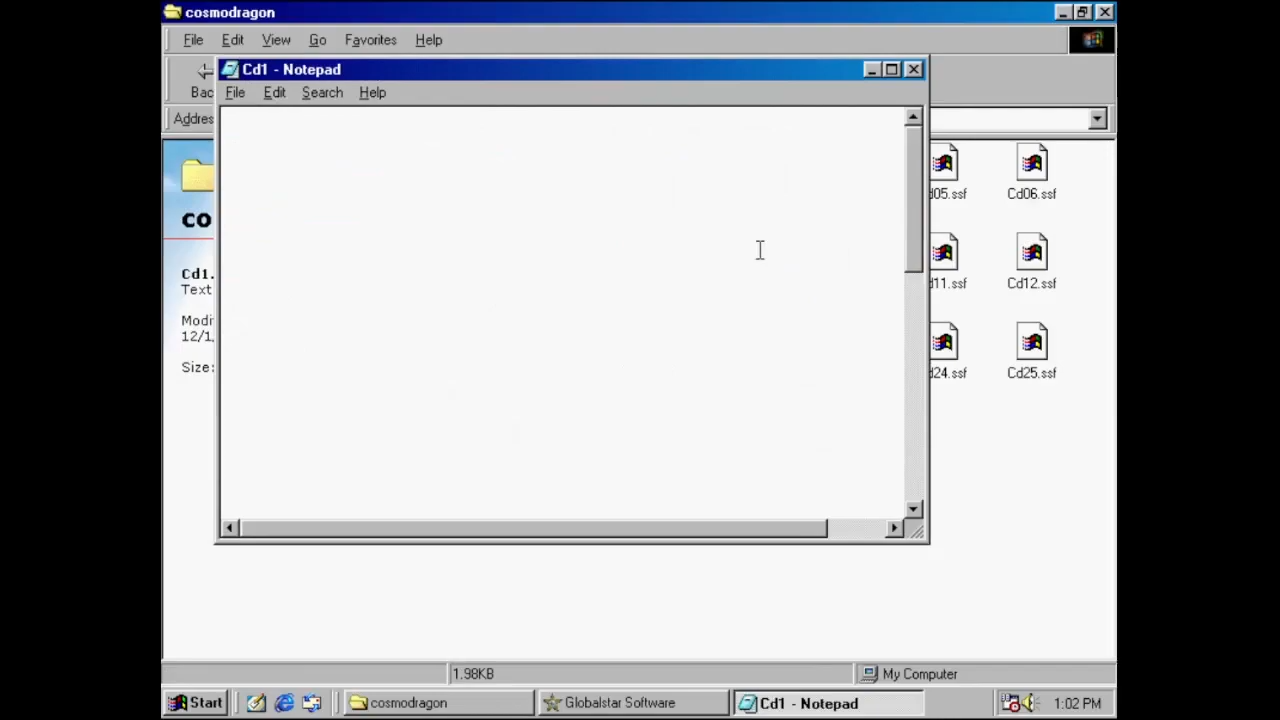 cosmodragon
File Edit View Go Favorites Help
Cd1 - Notepad
Bac
File Edit Search Help
Addres
d05.ssf Cd06.ssf
co
Cd1.
Text
d11.ssf Cd12.ssf
Modi
12/1
Size:
d24.ssf Cd25.ssf
1.98KB My Computer
Start cosmodragon Globalstar Software Cd1 - Notepad 1:02 PM